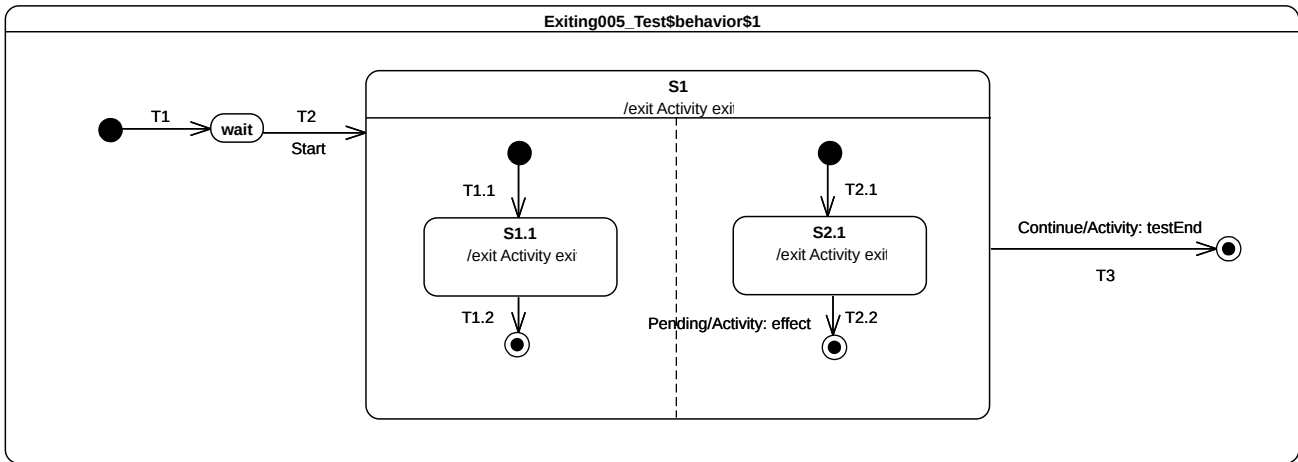 Exiting005_Test$behavior$1
S1
/exit Activity exit
T1
wait
T2
Start
T1.1
T2.1
S1.1
/exit Activity exit
S2.1
/exit Activity exit
Continue/Activity: testEnd
T3
T1.2
Pending/Activity: effect
T2.2